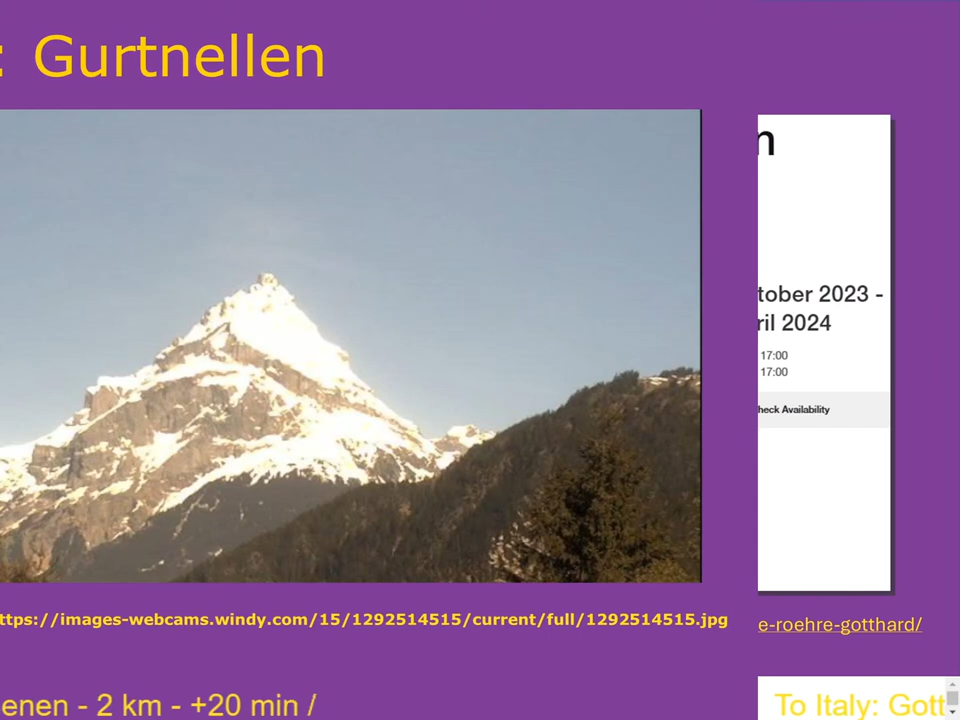 : Gurtnellen
n
tober 2023 -
ril 2024
17:00
17:00
heck Availability
ttps://images-webcams.windy.com/15/1292514515/current/full/1292514515.jpg
e-roehre-gotthard/
enen - 2 km - +20 min /
To Italy: Gott